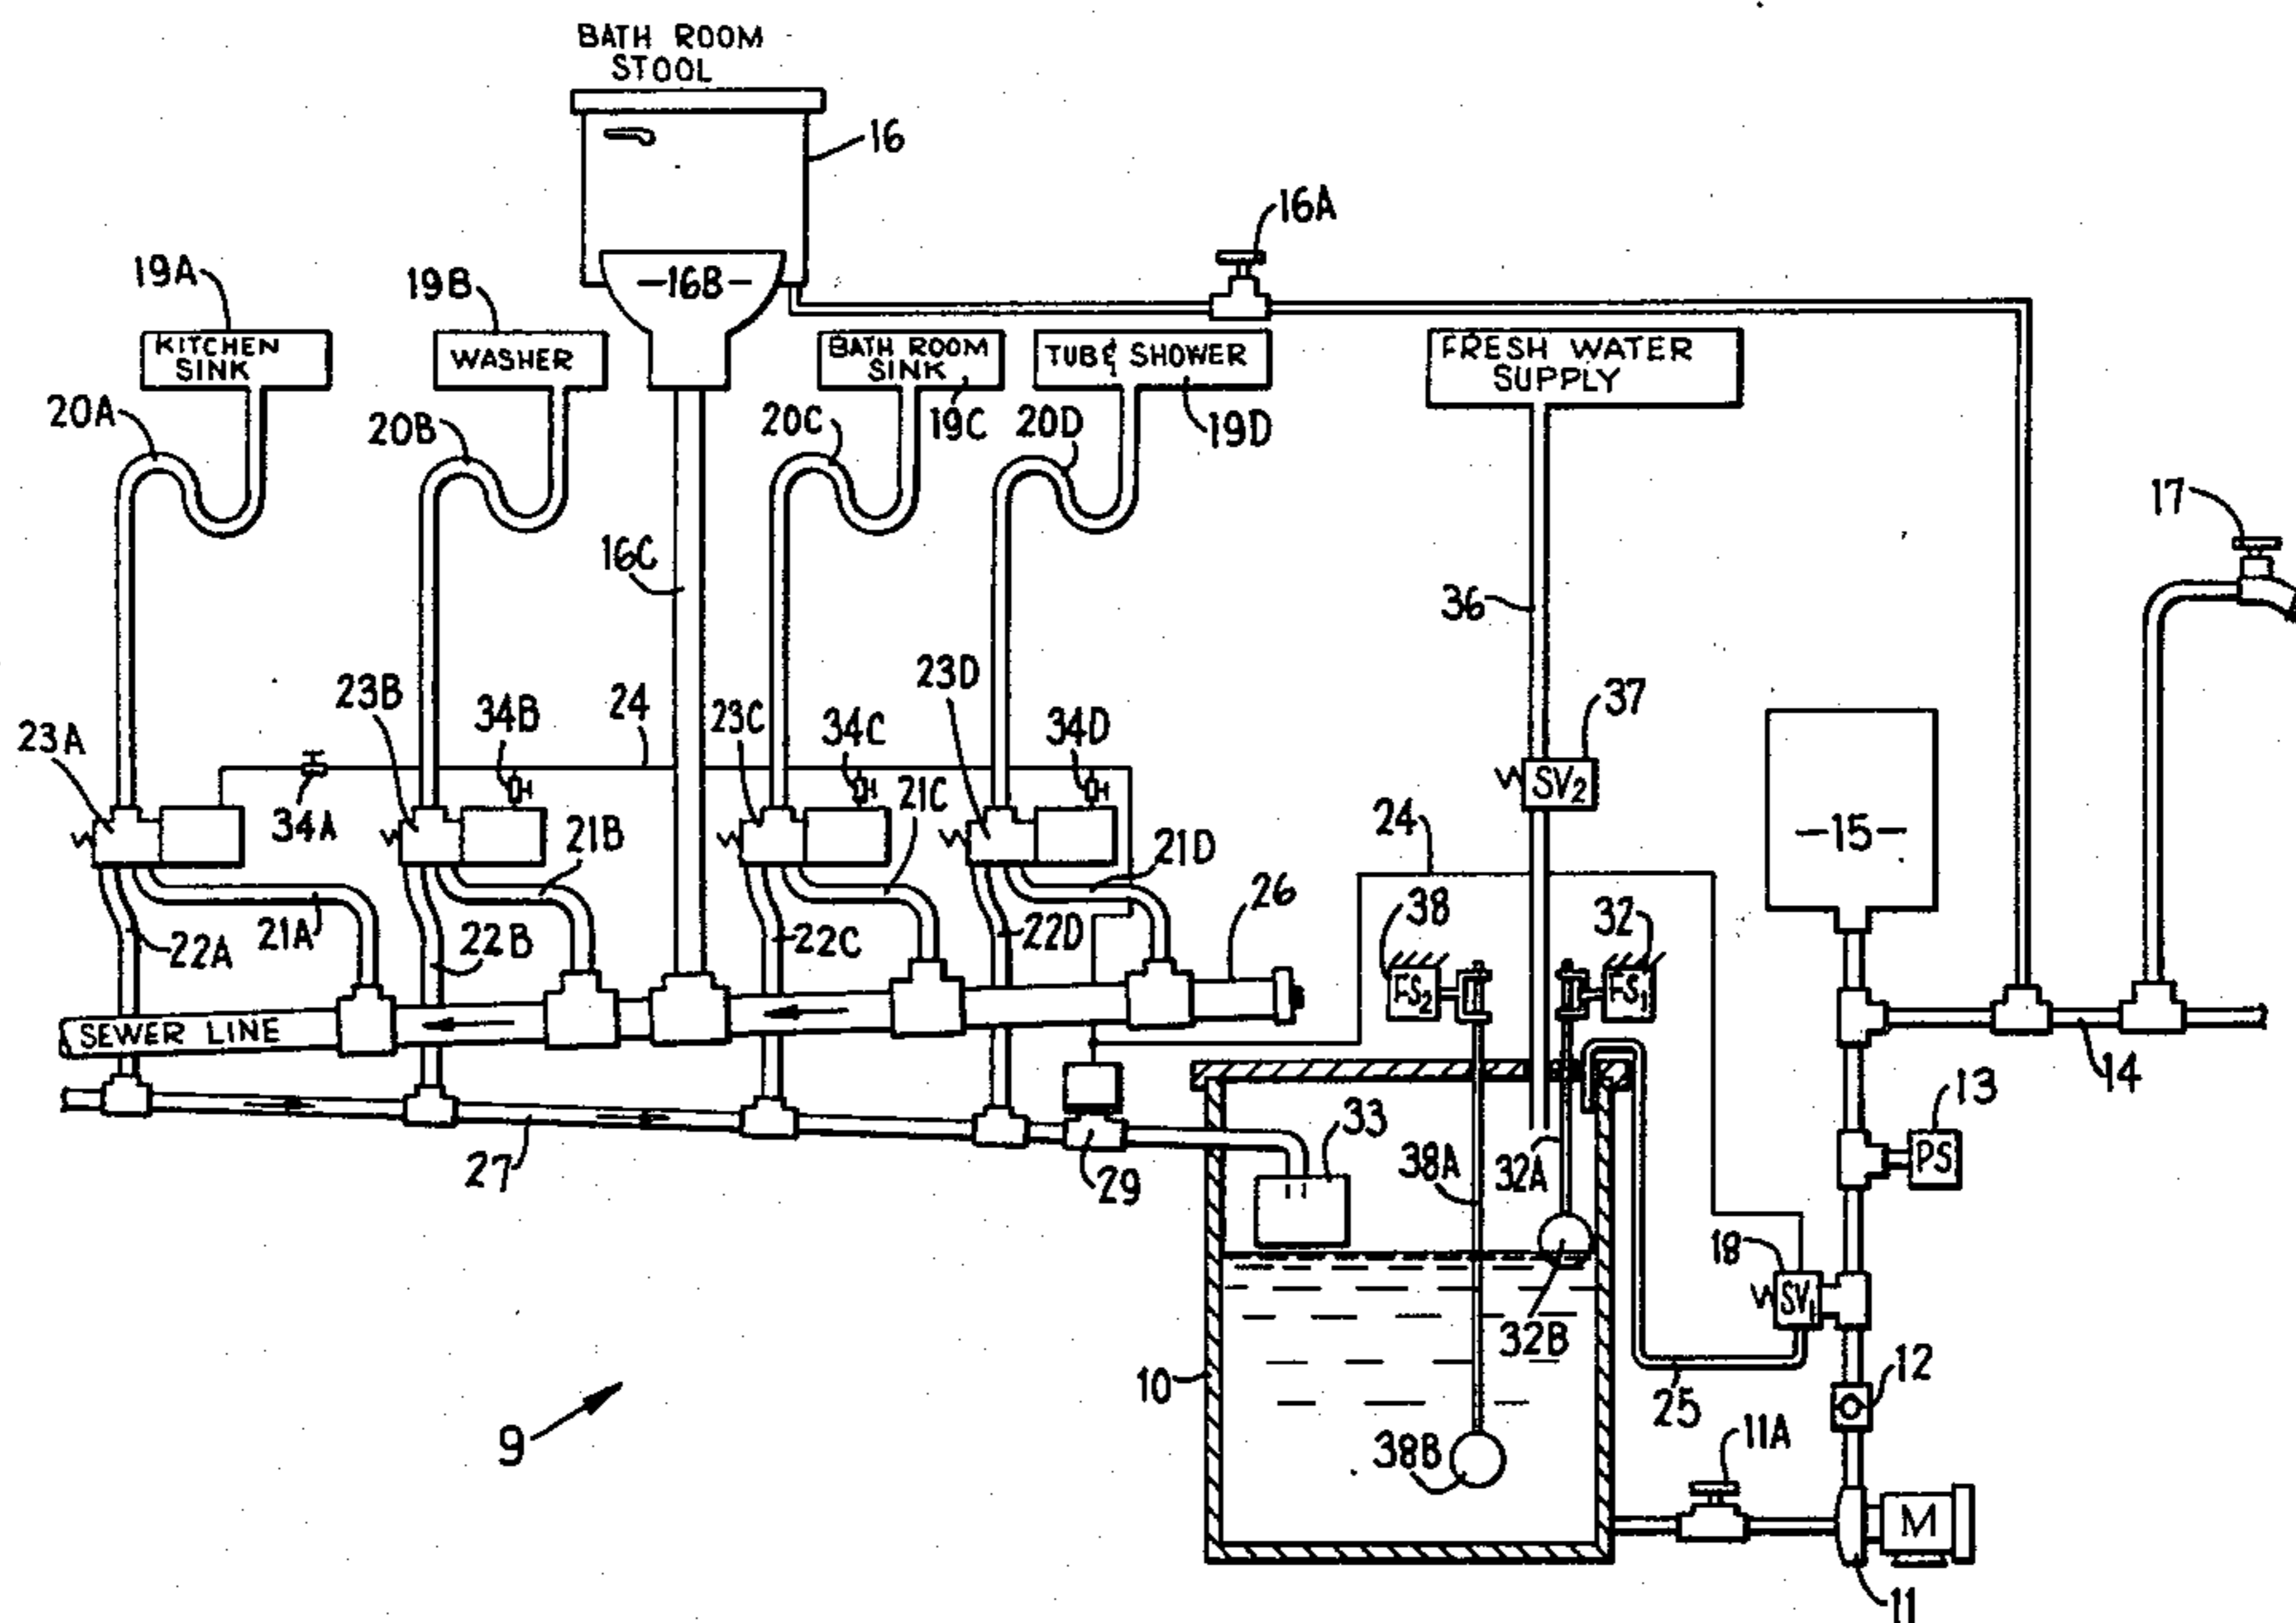 BATH ROOM
STOOL
16
16A
19A
19B
-16B-
KITCHEN
SINK
WASHER
BATH ROOM
SINK
TUB & SHOWER
FRESH WATER
SUPPLY
20A
20B
20C
19C
20D
19D
17
16C
36
23A
23B
34B
24
23C
34C
23D
34D
37
SV2
34A
21B
21C
21D
24
-15-
22A
21A
22B
22C
22D
26
38
32
FS2
FS1
SEWER LINE
14
13
PS
27
29
33
38A
32A
18
SV1
32B
10
25
12
9
38B
11A
M
11